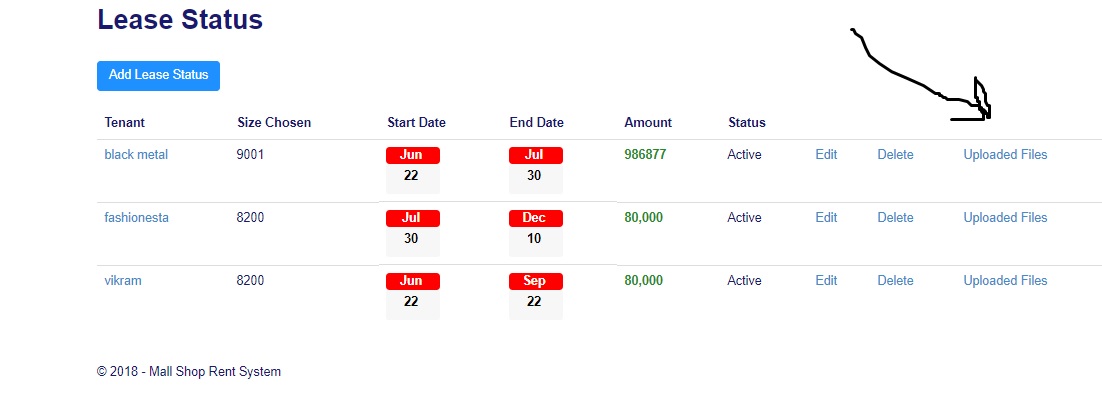 Lease Status
Add Lease Status
Tenant Size Chosen Start Date End Date Amount Status
black metal 9001 Jun 22 Jul 30 986877 Active Edit Delete Uploaded Files
fashionesta 8200 Jul 30 Dec 10 80,000 Active Edit Delete Uploaded Files
vikram 8200 Jun 22 Sep 22 80,000 Active Edit Delete Uploaded Files
© 2018 - Mall Shop Rent System